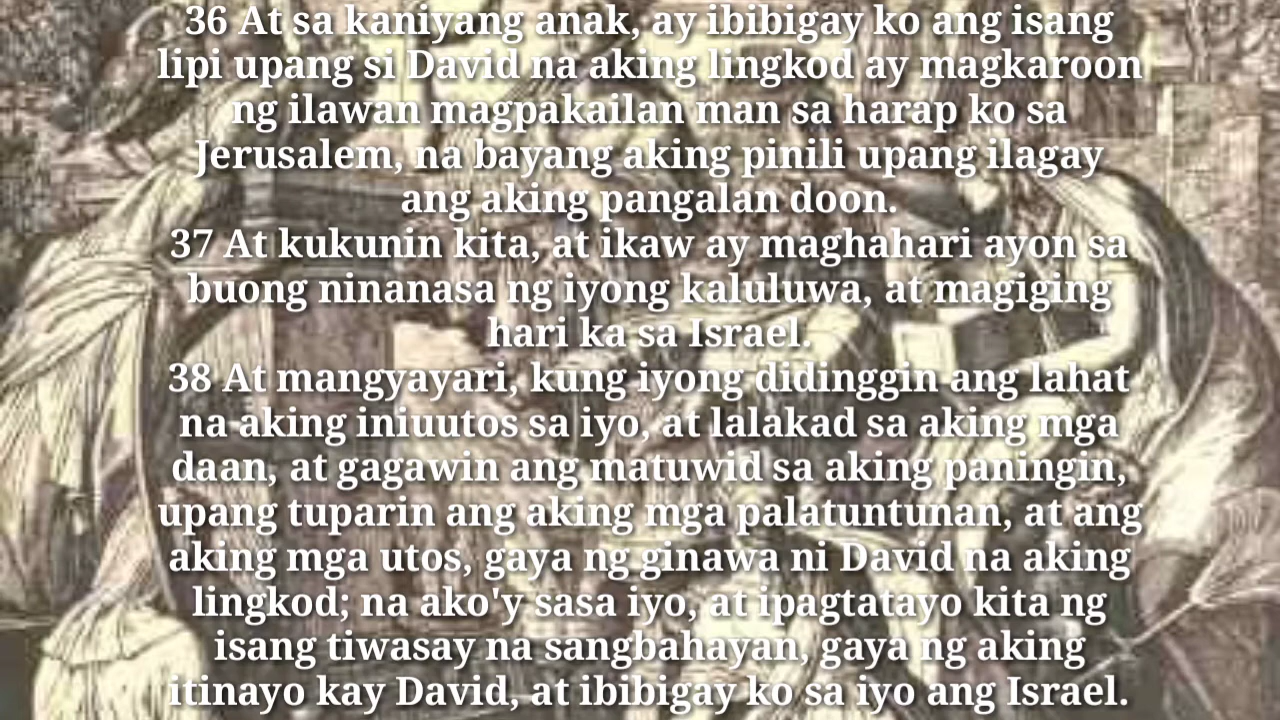 36 At sa kaniyang anak, ay ibibigay ko ang isang
lipi upang si David na aking lingkod ay magkaroon
ng ilawan magpakailan man sa harap ko sa
Jerusalem, na bayang aking pinili upang ilagay
ang aking pangalan doon.
37 At kukunin kita, at ikaw ay maghahari ayon sa
buong ninanasa ng iyong kaluluwa, at magiging
hari ka sa Israel.
38 At mangyayari, kung iyong didinggin ang lahat
na aking iniuutos sa iyo, at lalakad sa aking mga
daan, at gagawin ang matuwid sa aking paningin,
upang tuparin ang aking mga palatuntunan, at ang
aking mga utos, gaya ng ginawa ni David na aking
lingkod; na ako'y sasa iyo, at ipagtatayo kita ng
isang tiwasay na sangbahayan, gaya ng aking
itinayo kay David, at ibibigay ko sa iyo ang Israel.